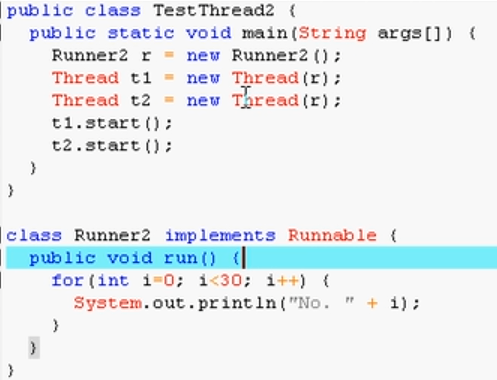 public class TestThread2 {
  public static void main(String args[]) {
    Runner2 r = new Runner2();
    Thread t1 = new Thread(r);
    Thread t2 = new Thread(r);
    t1.start();
    t2.start();
  }
}

class Runner2 implements Runnable {
  public void run() {
    for(int i=0; i<30; i++) {
      System.out.println("No. " + i);
    }
  }
}